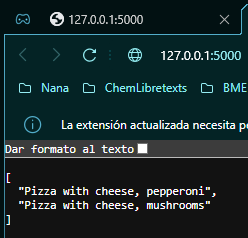 127.0.0.1:5000
127.0.0.1:5000
Nana ChemLibretexts BME
La extensión actualizada necesita pe
Dar formato al texto
[
"Pizza with cheese, pepperoni",
"Pizza with cheese, mushrooms"
]